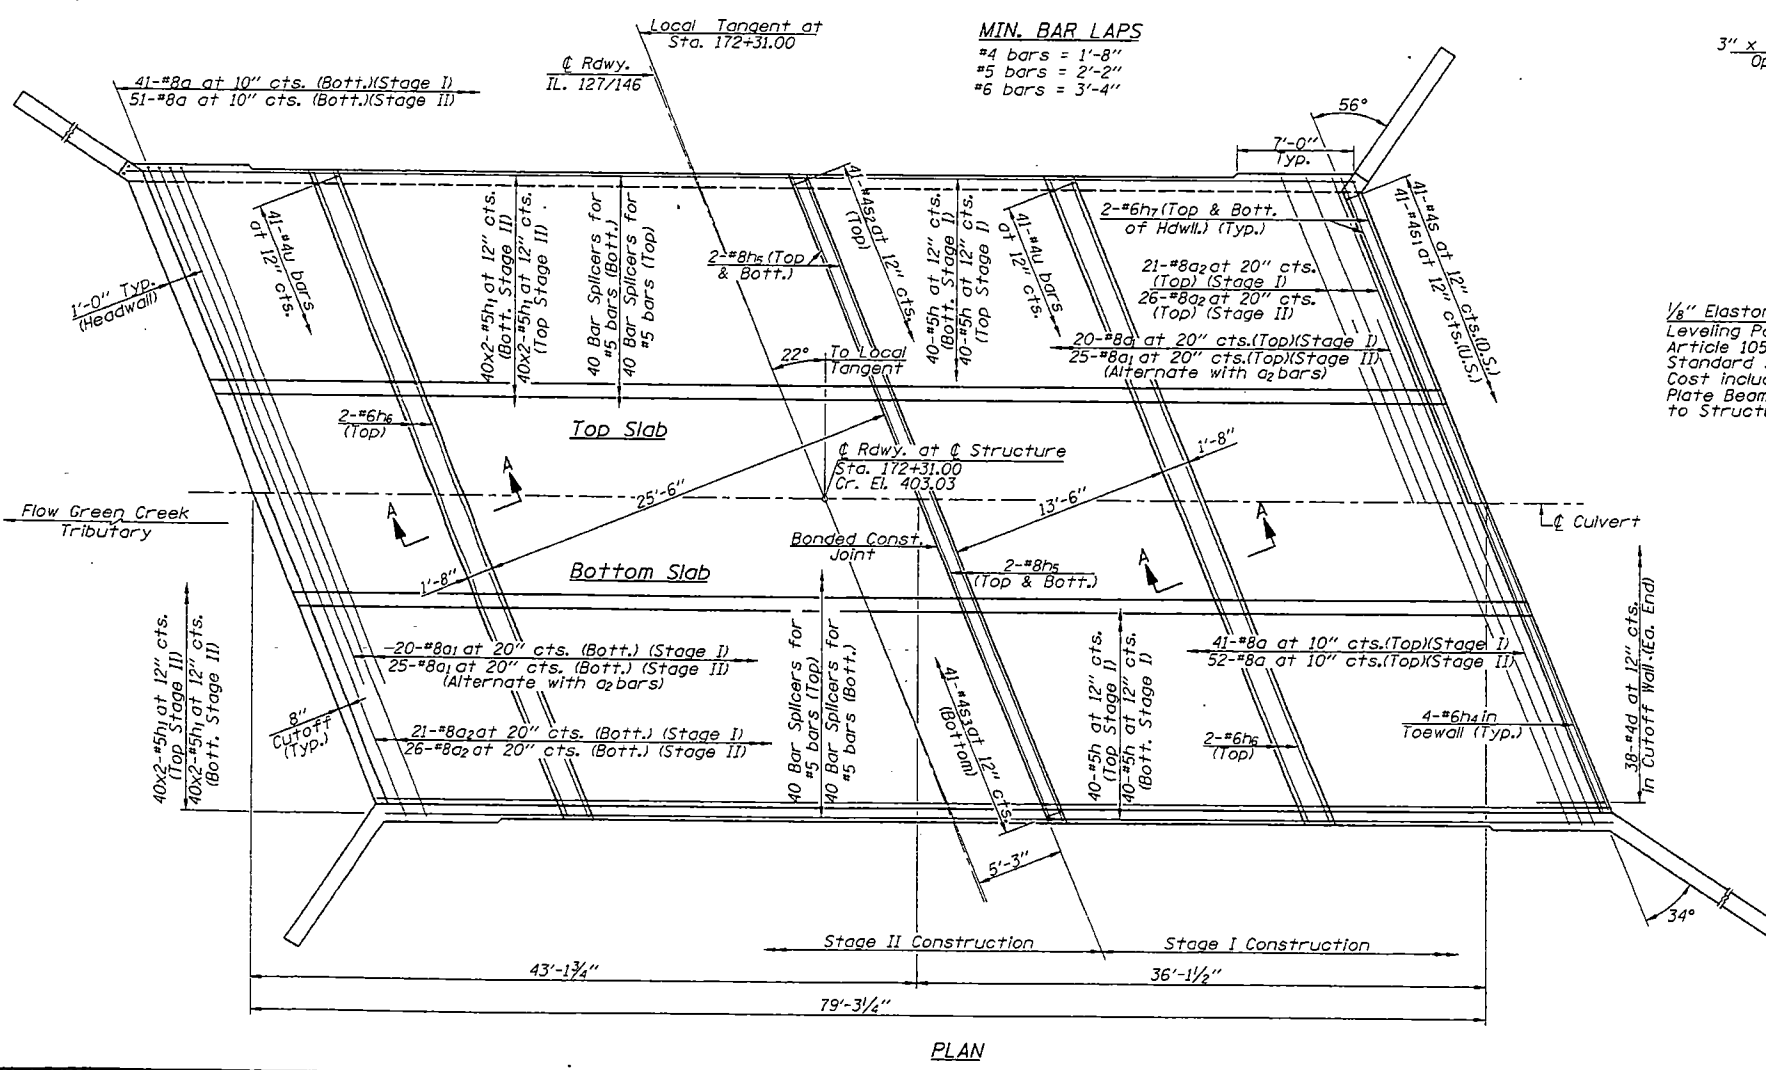 Local Tangent at
Sta. 172+31.00
MIN. BAR LAPS
#4 bars = 1'-8"
#5 bars = 2'-2"
#6 bars = 3'-4"
3" x
Op
℄ Rdwy.
IL. 127/146
41-#8a at 10" cts. (Bott.)(Stage I)
51-#8a at 10" cts. (Bott.)(Stage II)
56°
7'-0"
Typ.
41-#4u bars
at 12" cts.
40x2-#5h1 at 12" cts.
(Bott. Stage II)
40x2-#5h1 at 12" cts.
(Top Stage II)
40 Bar Splicers for
#5 bars (Bott.)
40 Bar Splicers for
#5 bars (Top)
2-#8h5 (Top
& Bott.)
41-#4s2 at 12" cts.
(Top)
40-#5h at 12" cts.
(Bott. Stage I)
40-#5h at 12" cts.
(Top Stage I)
41-#4u bars
at 12" cts.
2-#6h7 (Top & Bott.
of Hdwll.) (Typ.)
21-#8a2 at 20" cts.
(Top) (Stage I)
26-#8a2 at 20" cts.
(Top) (Stage II)
20-#8a1 at 20" cts.(Top)(Stage I)
25-#8a1 at 20" cts.(Top)(Stage II)
(Alternate with a2 bars)
41-#4s at 12" cts.(D.S.)
41-#4s1 at 12" cts.(U.S.)
1'-0" Typ.
(Headwall)
1/8" Elaston
Leveling Pa
Article 105
Standard
Cost includ
Plate Beam
to Structu
22°
To Local
Tangent
2-#6h6
(Top)
Top Slab
℄ Rdwy. at ℄ Structure
Sta. 172+31.00
Cr. El. 403.03
1'-8"
A
25'-6"
13'-6"
A
A
Flow Green Creek
Tributary
℄ Culvert
Bonded Const.
Joint
A
2-#8h5
(Top & Bott.)
Bottom Slab
1'-8"
40x2-#5h1 at 12" cts.
(Top Stage II)
40x2-#5h1 at 12" cts.
(Bott. Stage II)
20-#8a1 at 20" cts. (Bott.) (Stage I)
25-#8a1 at 20" cts. (Bott.) (Stage II)
(Alternate with a2 bars)
8"
Cutoff
(Typ.)
21-#8a2 at 20" cts. (Bott.) (Stage I)
26-#8a2 at 20" cts. (Bott.) (Stage II)
40 Bar Splicers for
#5 bars (Top)
40 Bar Splicers for
#5 bars (Bott.)
41-#4s3 at 12" cts.
(Bottom)
40-#5h at 12" cts.
(Top Stage II)
40-#5h at 12" cts.
(Bott. Stage I)
41-#8a at 10" cts.(Top)(Stage I)
52-#8a at 10" cts.(Top)(Stage II)
2-#6h6
(Top)
4-#6h4 in
Toewall (Typ.)
38-#4d at 12" cts.
in Cutoff Wall (Ea. End)
5'-3"
34°
Stage II Construction
Stage I Construction
43'-1¾"
36'-1½"
79'-3¼"
PLAN